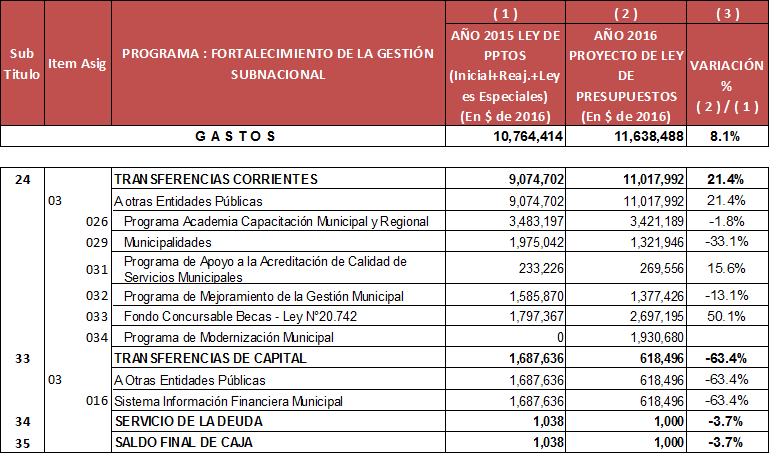 ( 1 ) ( 2 ) ( 3 )
Sub Titulo Item Asig PROGRAMA : FORTALECIMIENTO DE LA GESTIÓN SUBNACIONAL AÑO 2015 LEY DE PPTOS (Inicial+Reaj.+Ley es Especiales) (En $ de 2016) AÑO 2016 PROYECTO DE LEY DE PRESUPUESTOS (En $ de 2016) VARIACIÓN % ( 2 ) / ( 1 )
G A S T O S 10,764,414 11,638,488 8.1%
24 TRANSFERENCIAS CORRIENTES 9,074,702 11,017,992 21.4%
03 A otras Entidades Públicas 9,074,702 11,017,992 21.4%
026 Programa Academia Capacitación Municipal y Regional 3,483,197 3,421,189 -1.8%
029 Municipalidades 1,975,042 1,321,946 -33.1%
031 Programa de Apoyo a la Acreditación de Calidad de Servicios Municipales 233,226 269,556 15.6%
032 Programa de Mejoramiento de la Gestión Municipal 1,585,870 1,377,426 -13.1%
033 Fondo Concursable Becas - Ley N°20.742 1,797,367 2,697,195 50.1%
034 Programa de Modernización Municipal 0 1,930,680
33 TRANSFERENCIAS DE CAPITAL 1,687,636 618,496 -63.4%
03 A Otras Entidades Públicas 1,687,636 618,496 -63.4%
016 Sistema Información Financiera Municipal 1,687,636 618,496 -63.4%
34 SERVICIO DE LA DEUDA 1,038 1,000 -3.7%
35 SALDO FINAL DE CAJA 1,038 1,000 -3.7%